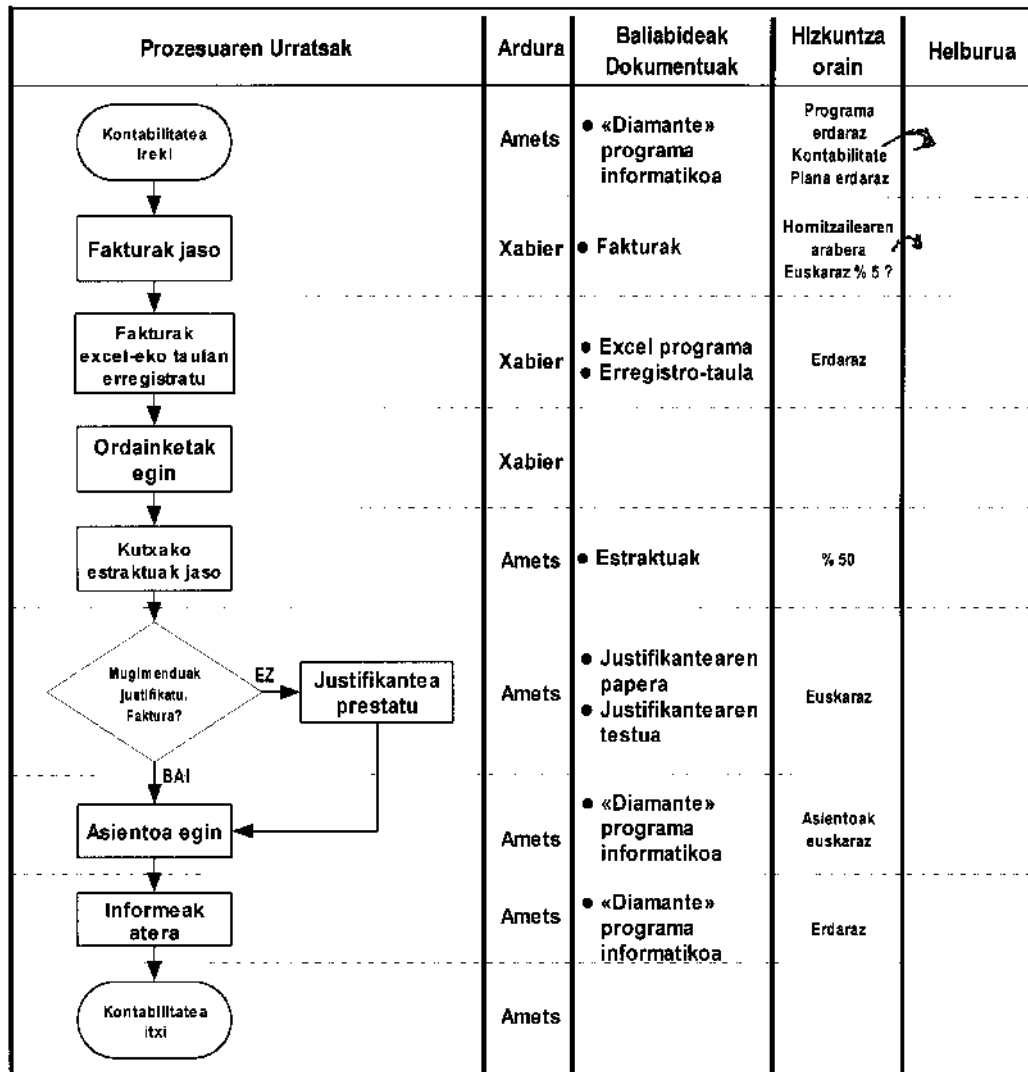 Prozesuaren Urratsak
Ardura
Baliabideak
Dokumentuak
Hizkuntza
orain
Helburua
Kontabilitatea
ireki
Amets
• «Diamante»
programa
informatikoa
Programa
erdaraz
Kontabilitate
Plana erdaraz
Fakturak jaso
Xabier
• Fakturak
Hornitzailearen
arabera
Euskaraz % 5 ?
Fakturak
excel-eko taulan
erregistratu
Xabier
• Excel programa
• Erregistro-taula
Erdaraz
Ordainketak
egin
Xabier
Kutxako
estraktuak jaso
Amets
• Estraktuak
% 50
Mugimenduak
justifikatu.
Faktura?
EZ
Justifikantea
prestatu
Amets
• Justifikantearen
papera
• Justifikantearen
testua
Euskaraz
BAI
Asientoa egin
Amets
• «Diamante»
programa
informatikoa
Asientoak
euskaraz
Informeak
atera
Amets
• «Diamante»
programa
informatikoa
Erdaraz
Kontabilitatea
itxi
Amets